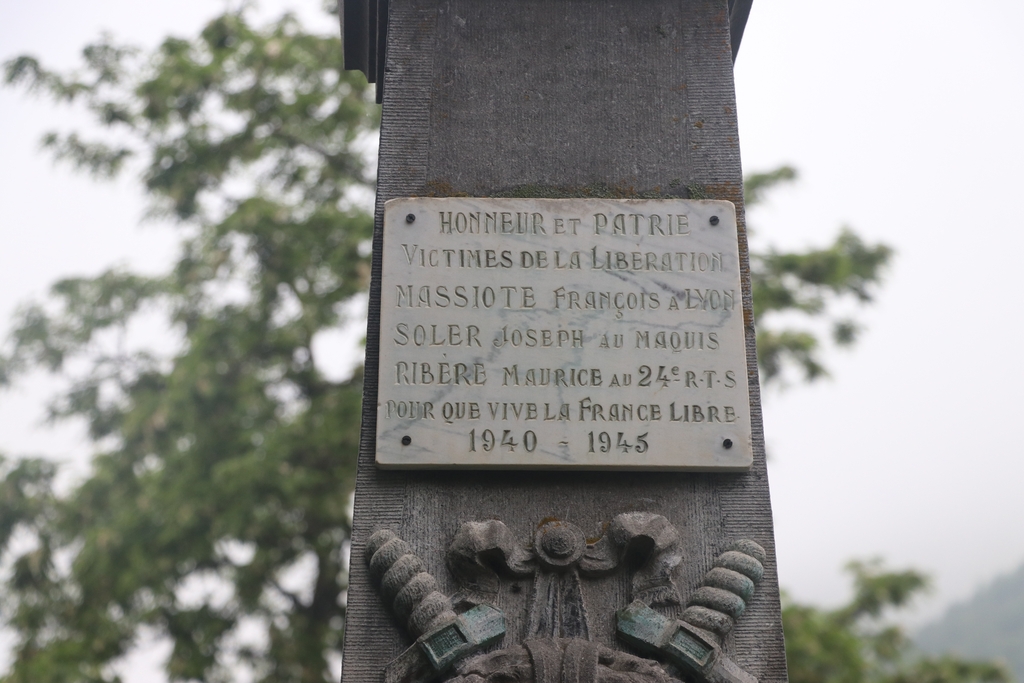 HONNEUR ET PATRIE
VICTIMES DE LA LIBERATION
MASSIOTE FRANÇOIS A LYON
SOLER JOSEPH AU MAQUIS
RIBÈRE MAURICE AU 24e R.T.S
POUR QUE VIVE LA FRANCE LIBRE
1940 - 1945